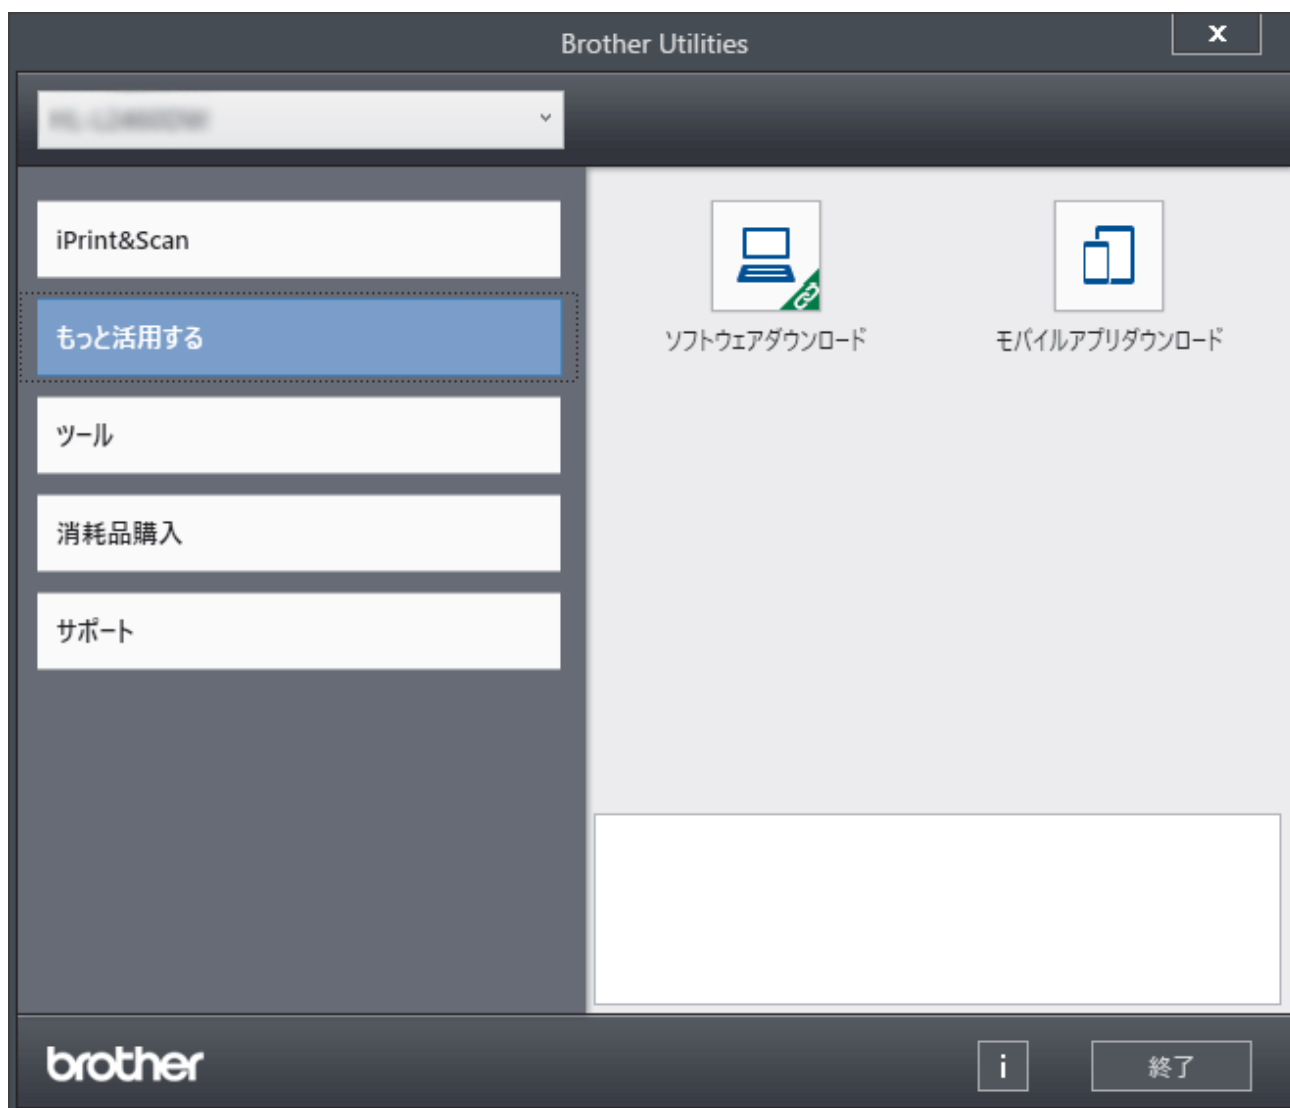 Brother Utilities
x
iPrint&Scan
もっと活用する
ツール
消耗品購入
サポート
ソフトウェアダウンロード
モバイルアプリダウンロード
brother
i
終了